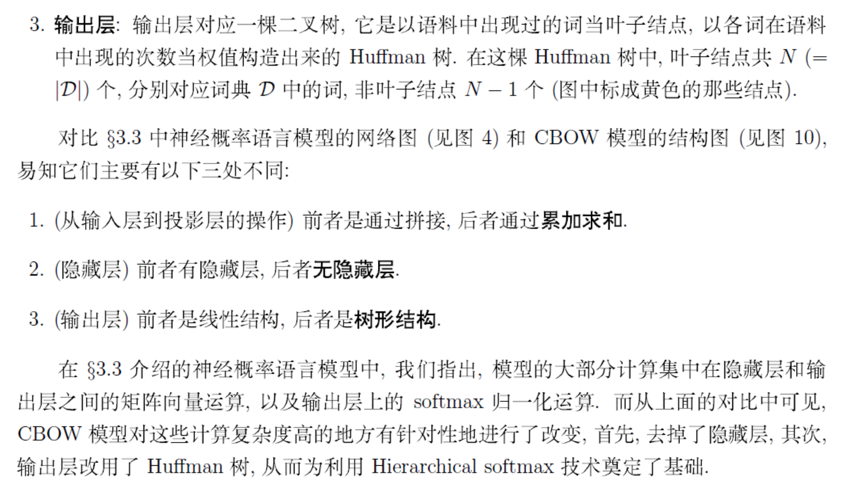 3. 输出层: 输出层对应一棵二叉树, 它是以语料中出现过的词当叶子结点, 以各词在语料
中出现的次数当权值构造出来的 Huffman 树. 在这棵 Huffman 树中, 叶子结点共 N (=
|𝒟|) 个, 分别对应词典 𝒟 中的词, 非叶子结点 N − 1 个 (图中标成黄色的那些结点).
对比 §3.3 中神经概率语言模型的网络图 (见图 4) 和 CBOW 模型的结构图 (见图 10),
易知它们主要有以下三处不同:
1. (从输入层到投影层的操作) 前者是通过拼接, 后者通过累加求和.
2. (隐藏层) 前者有隐藏层, 后者无隐藏层.
3. (输出层) 前者是线性结构, 后者是树形结构.
在 §3.3 介绍的神经概率语言模型中, 我们指出, 模型的大部分计算集中在隐藏层和输
出层之间的矩阵向量运算, 以及输出层上的 softmax 归一化运算. 而从上面的对比中可见,
CBOW 模型对这些计算复杂度高的地方有针对性地进行了改变, 首先, 去掉了隐藏层, 其次,
输出层改用了 Huffman 树, 从而为利用 Hierarchical softmax 技术奠定了基础.